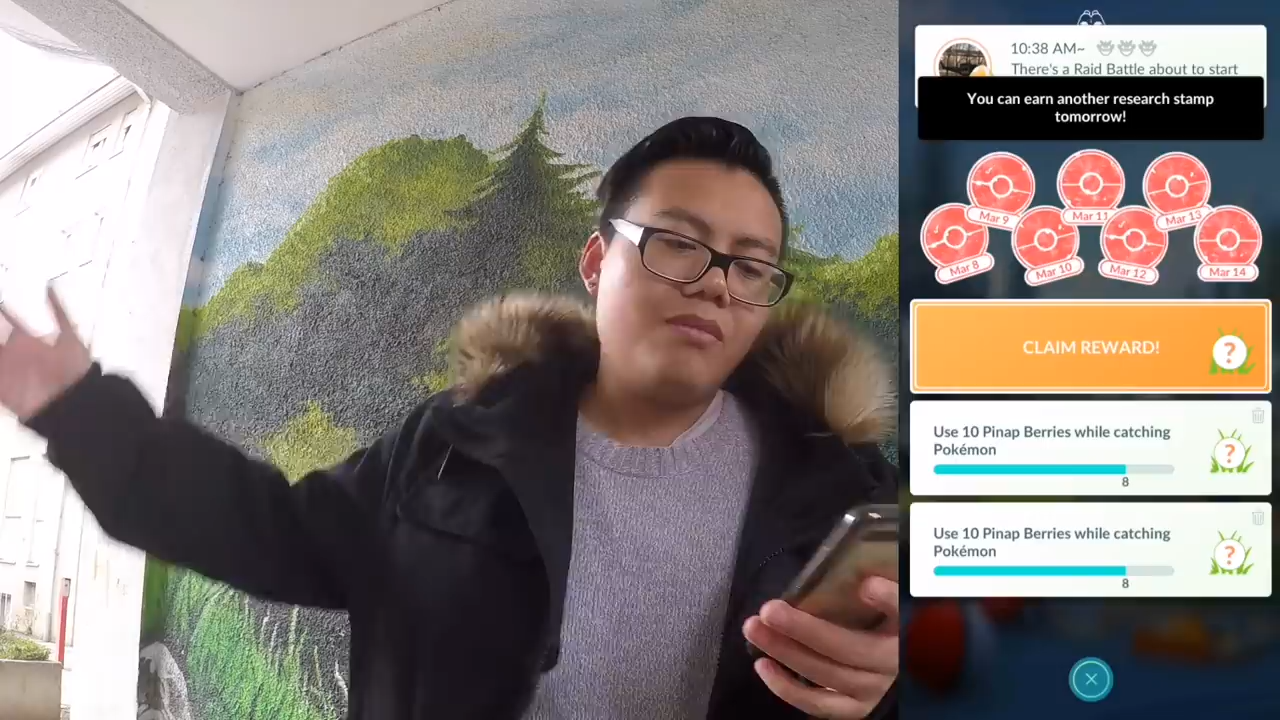 10:38 AM~
There's a Raid Battle about to start
You can earn another research stamp
tomorrow!
Mar 9
Mar 11
Mar 13
Mar 8
Mar 10
Mar 12
Mar 14
CLAIM REWARD!
?
Use 10 Pinap Berries while catching
Pokémon
?
8
Use 10 Pinap Berries while catching
Pokémon
?
8